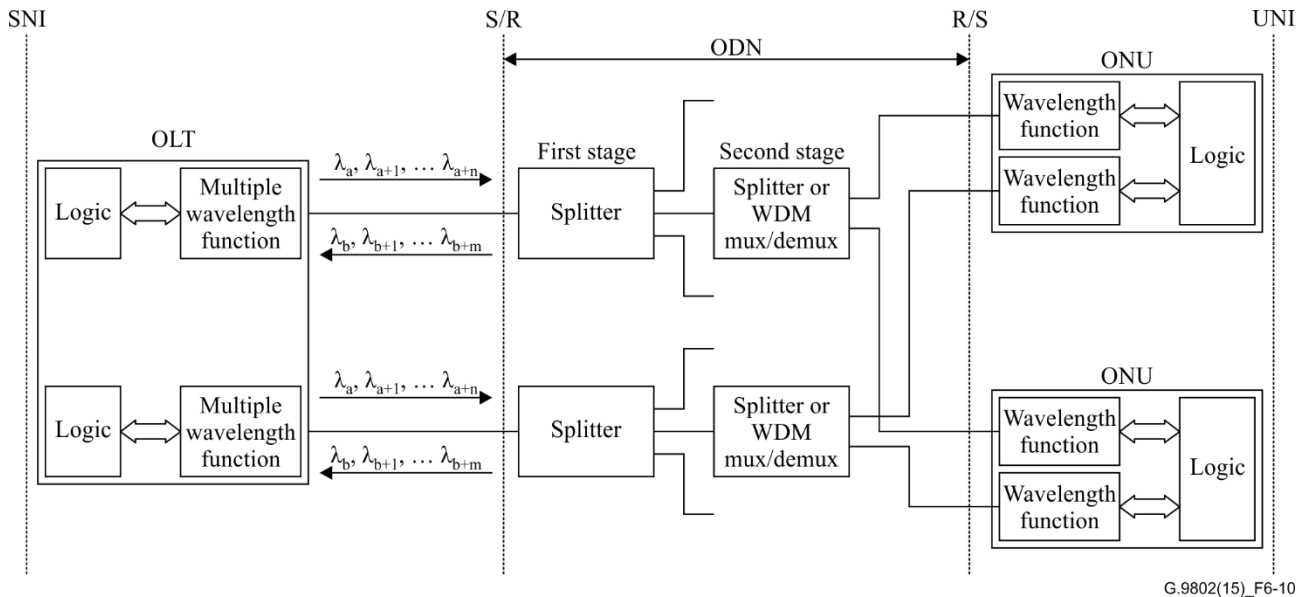 SNI
S/R
R/S
UNI
ODN
ONU
OLT
Wavelength
function
Wavelength
function
Logic
First stage
Second stage
Logic
Multiple
wavelength
function
λa, λa+1, … λa+n
λb, λb+1, … λb+m
Splitter
Splitter or
WDM
mux/demux
ONU
Logic
Multiple
wavelength
function
λa, λa+1, … λa+n
λb, λb+1, … λb+m
Splitter
Splitter or
WDM
mux/demux
Wavelength
function
Wavelength
function
Logic
G.9802(15)_F6-10